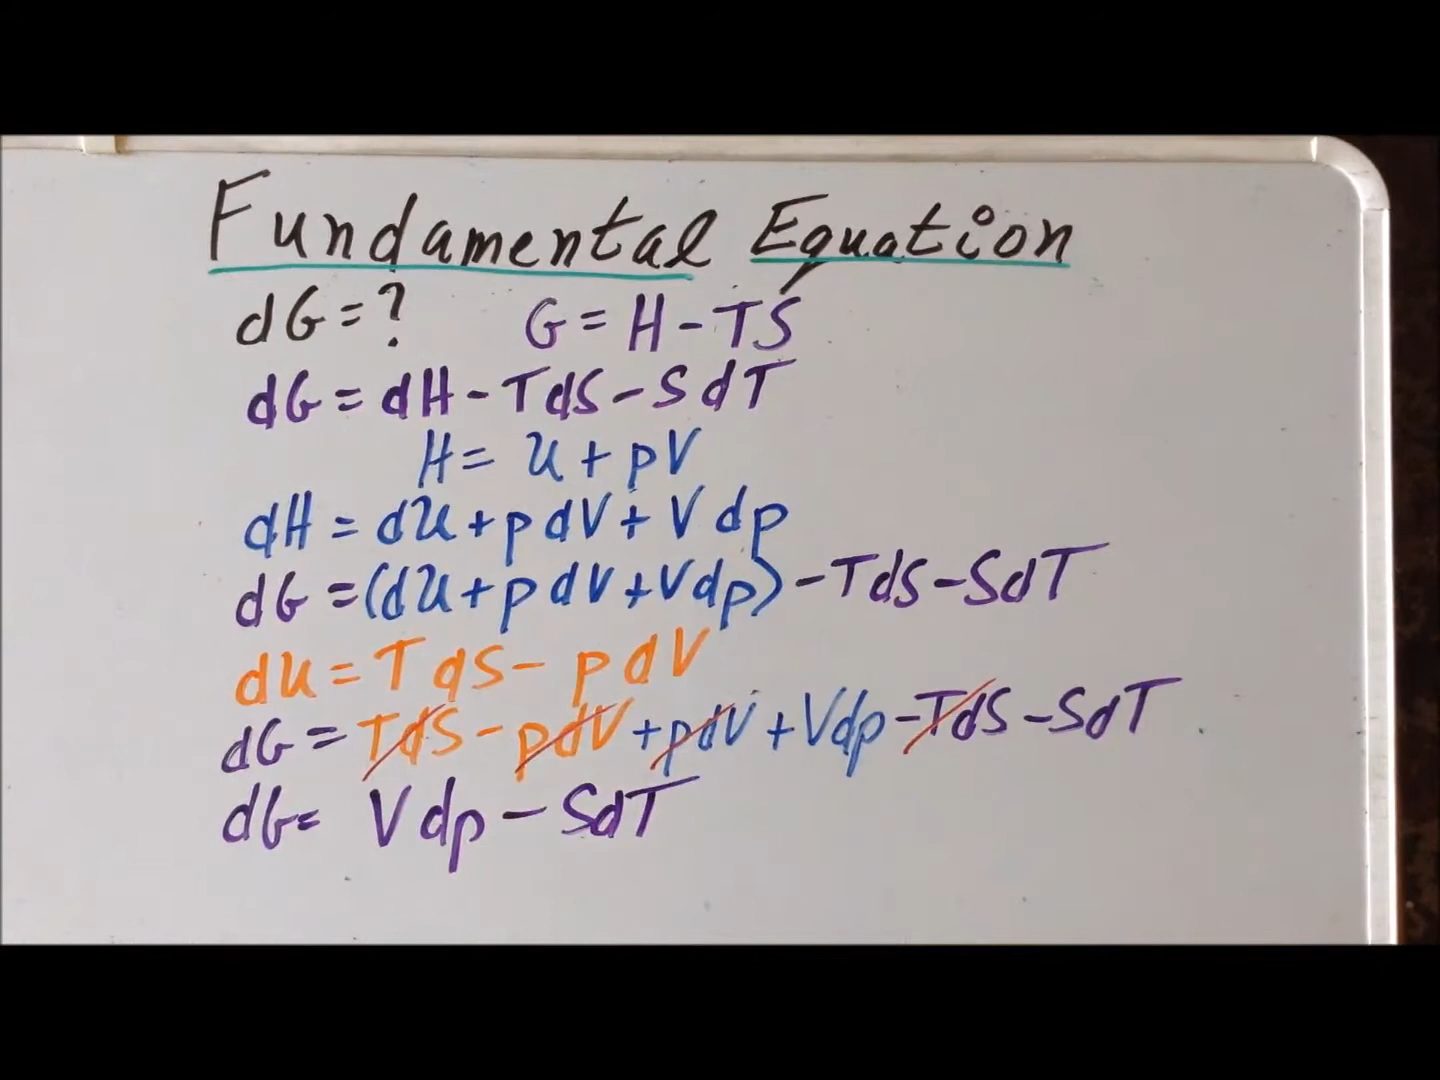 Fundamental Equation
dG = ? G = H - TS
dG = dH - TdS - SdT
H = U + pV
dH = dU + pdV + Vdp
dG = (dU + pdV + Vdp) - TdS - SdT
dU = TdS - pdV
dG = TdS - pdV + pdV + Vdp - TdS - SdT
dG = Vdp - SdT